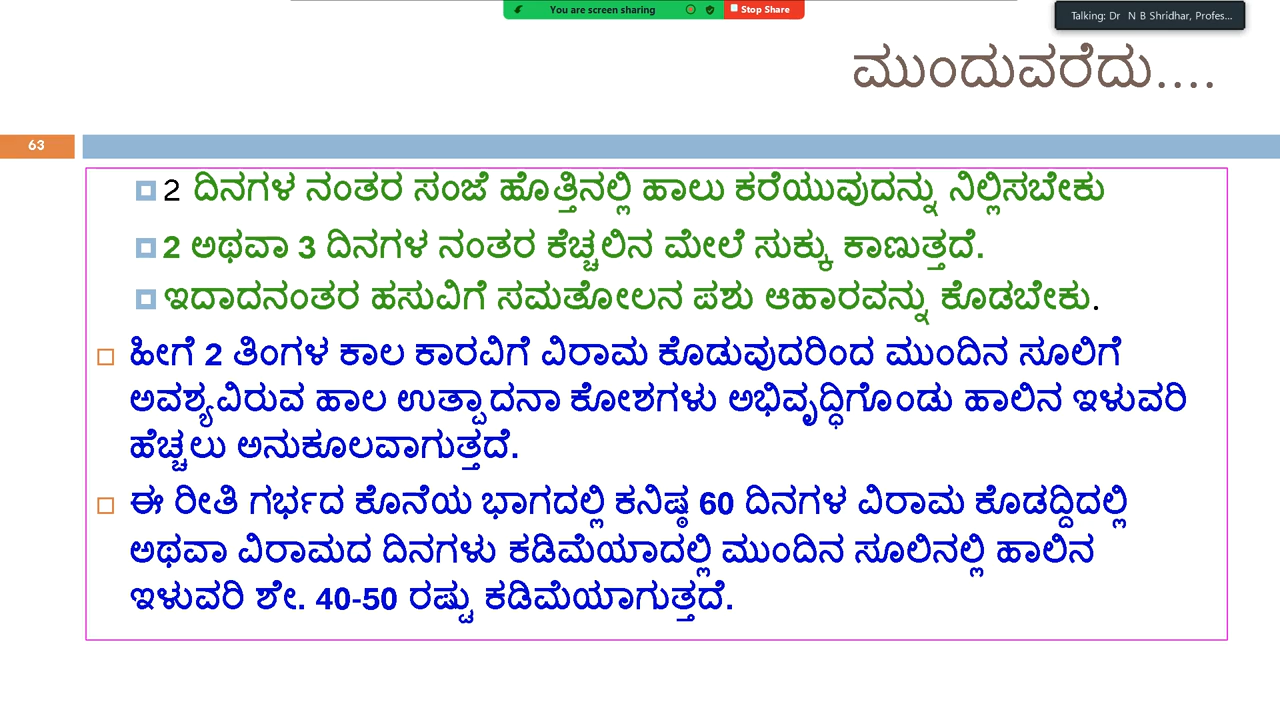 You are screen sharing Stop Share
Talking: Dr N B Shridhar, Profes...
ಮುಂದುವರೆದು....
63
2 ದಿನಗಳ ನಂತರ ಸಂಜೆ ಹೊತ್ತಿನಲ್ಲಿ ಹಾಲು ಕರೆಯುವುದನ್ನು ನಿಲ್ಲಿಸಬೇಕು
2 ಅಥವಾ 3 ದಿನಗಳ ನಂತರ ಕೆಚ್ಚಲಿನ ಮೇಲೆ ಸುಕ್ಕು ಕಾಣುತ್ತದೆ.
ಇದಾದನಂತರ ಹಸುವಿಗೆ ಸಮತೋಲನ ಪಶು ಆಹಾರವನ್ನು ಕೊಡಬೇಕು.
ಹೀಗೆ 2 ತಿಂಗಳ ಕಾಲ ಕಾರವಿಗೆ ವಿರಾಮ ಕೊಡುವುದರಿಂದ ಮುಂದಿನ ಸೂಲಿಗೆ
ಅವಶ್ಯವಿರುವ ಹಾಲ ಉತ್ಪಾದನಾ ಕೋಶಗಳು ಅಭಿವೃದ್ಧಿಗೊಂಡು ಹಾಲಿನ ಇಳುವರಿ
ಹೆಚ್ಚಲು ಅನುಕೂಲವಾಗುತ್ತದೆ.
ಈ ರೀತಿ ಗರ್ಭದ ಕೊನೆಯ ಭಾಗದಲ್ಲಿ ಕನಿಷ್ಠ 60 ದಿನಗಳ ವಿರಾಮ ಕೊಡದ್ದಿದಲ್ಲಿ
ಅಥವಾ ವಿರಾಮದ ದಿನಗಳು ಕಡಿಮೆಯಾದಲ್ಲಿ ಮುಂದಿನ ಸೂಲಿನಲ್ಲಿ ಹಾಲಿನ
ಇಳುವರಿ ಶೇ. 40-50 ರಷ್ಟು ಕಡಿಮೆಯಾಗುತ್ತದೆ.